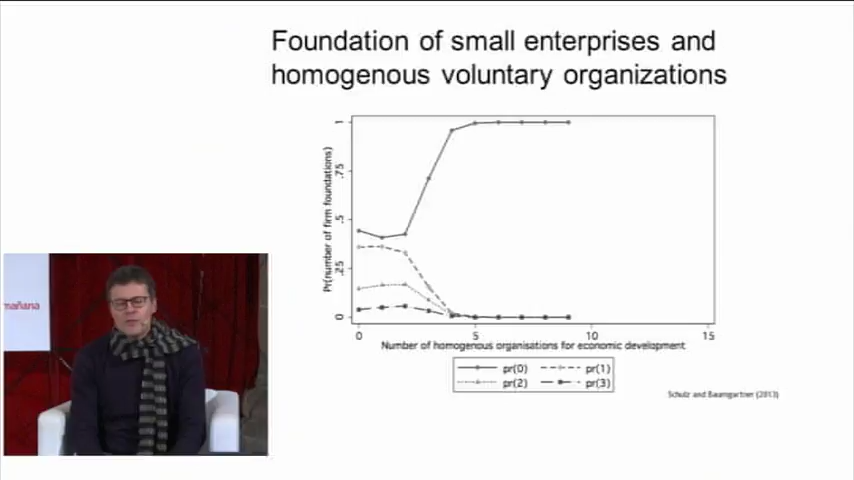 Foundation of small enterprises and
homogenous voluntary organizations
1
.75
.5
.25
0
Pr(number of firm foundations)
0 5 10 15
Number of homogenous organisations for economic development
pr(0) pr(1)
pr(2) pr(3)
Schulz and Baumgartner (2013)
mañana